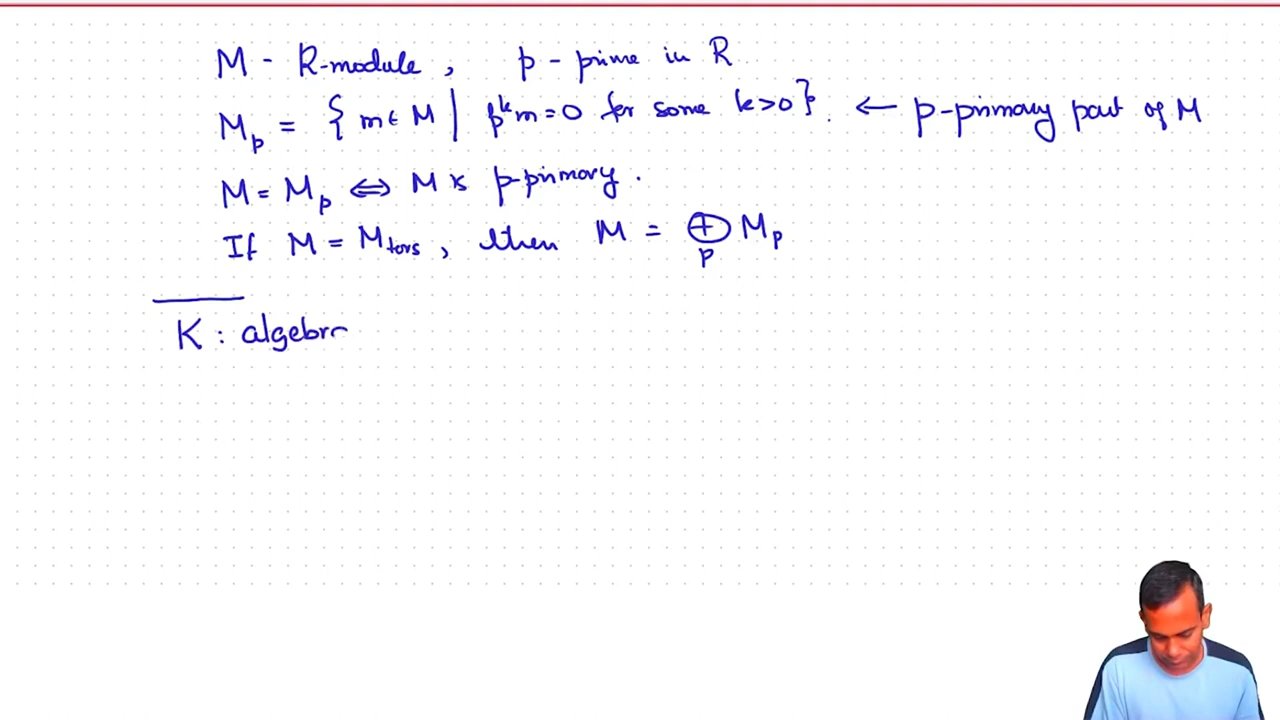 M - R-module, p - prime in R
M_p = { m ∈ M | p^k m = 0 for some k>0 }. ← p-primary part of M
M = M_p ⇔ M is p-primary.
If M = M_tors, then M = ⊕_p M_p
K : algebr